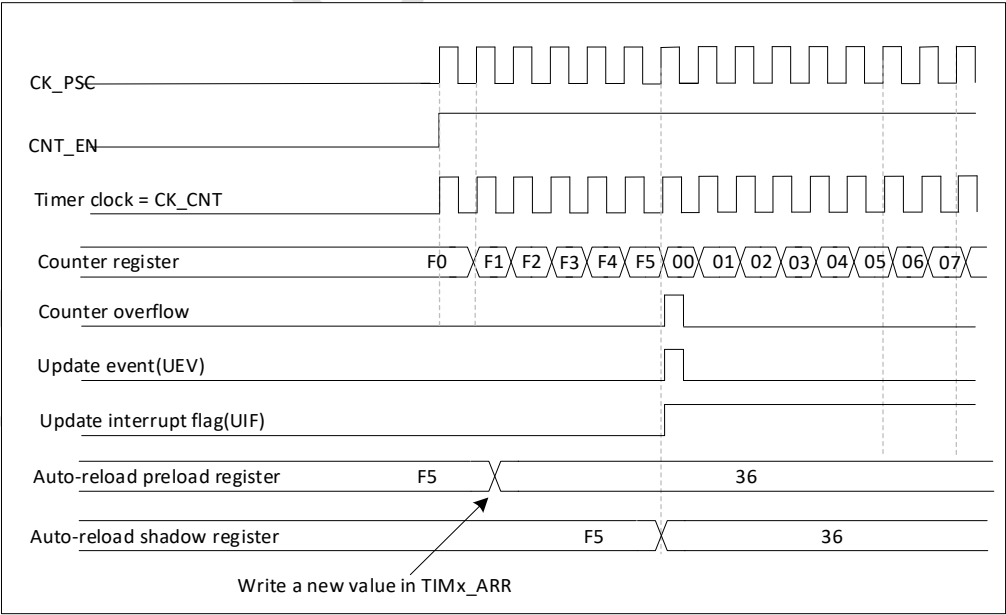 CK_PSC
CNT_EN
Timer clock = CK_CNT
Counter register F0 F1 F2 F3 F4 F5 00 01 02 03 04 05 06 07
Counter overflow
Update event(UEV)
Update interrupt flag(UIF)
Auto-reload preload register F5 36
Auto-reload shadow register F5 36
Write a new value in TIMx_ARR